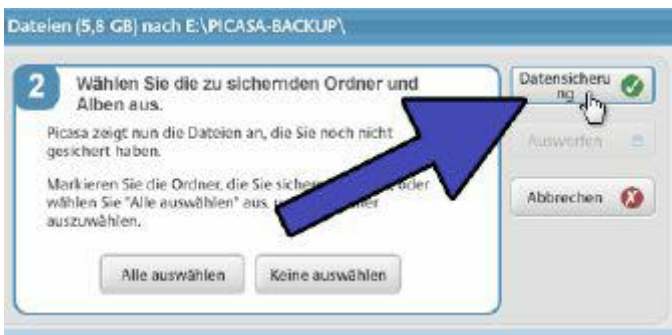 Dateien (5,8 GB) nach E:\PICASA-BACKUP\
2
Wählen Sie die zu sichernden Ordner und
Alben aus.
Picasa zeigt nun die Dateien an, die Sie noch nicht
gesichert haben.
Markieren Sie die Ordner, die Sie oder
wählen Sie "Alle auswählen" aus,
auszuwählen.
Alle auswählen
Keine auswählen
Datensicheru
ng
Auswerfen
Abbrechen